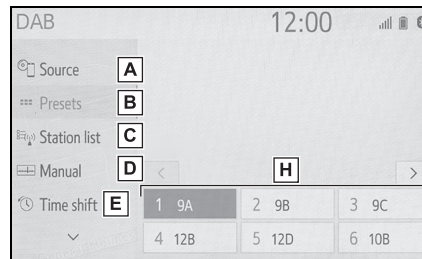 DAB 12:00
Source A
Presets B
Station list C
Manual D
H
Time shift E
1 9A 2 9B 3 9C
4 12B 5 12D 6 10B